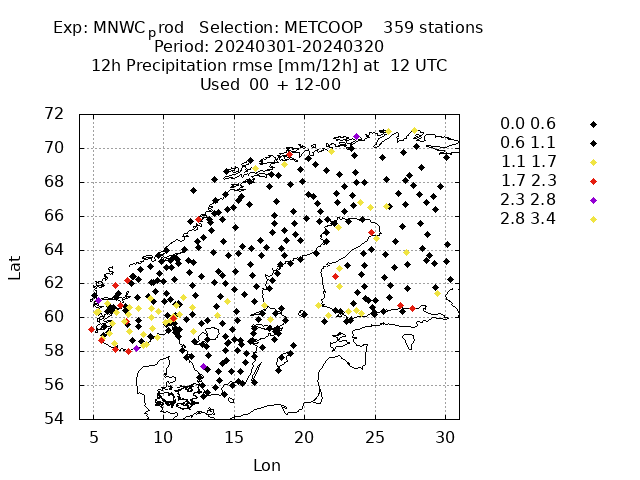 Exp: MNWC_prod   Selection: METCOOP    359 stations
Period: 20240301-20240320
12h Precipitation rmse [mm/12h] at  12 UTC
Used  00 + 12-00
72
70
68
66
64
62
60
58
56
54
Lat
5 10 15 20 25 30
Lon
0.0 0.6
0.6 1.1
1.1 1.7
1.7 2.3
2.3 2.8
2.8 3.4